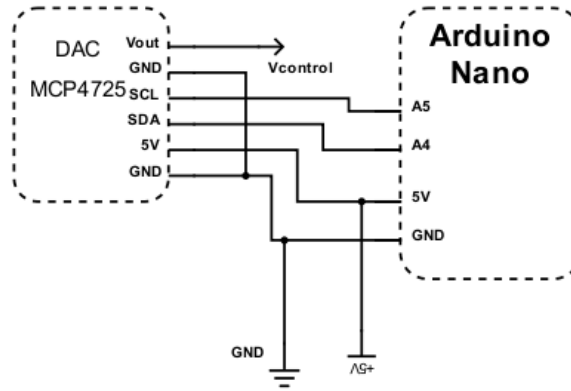 DAC
MCP4725
Vout
GND
SCL
SDA
5V
GND
Vcontrol
Arduino
Nano
A5
A4
5V
GND
GND
+5V